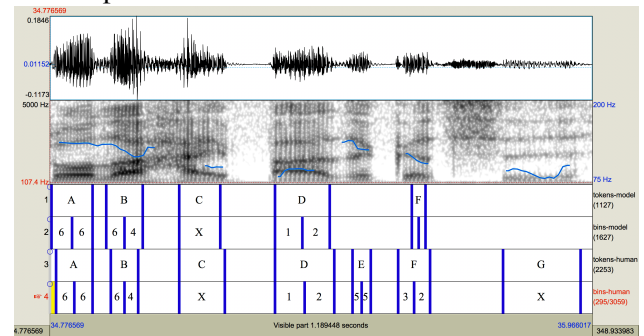 34.776569
0.1846
0.01152
-0.1173
5000 Hz 200 Hz
107.4 Hz 75 Hz
1 A B C D F tokens-model (1127)
2 6 6 6 4 X 1 2 bins-model (1627)
3 A B C D E F G tokens-human (2253)
4 6 6 6 4 X 1 2 5 5 3 2 X bins-human (295/3059)
34.776569 Visible part 1.189448 seconds 35.966017
4.776569 348.933983